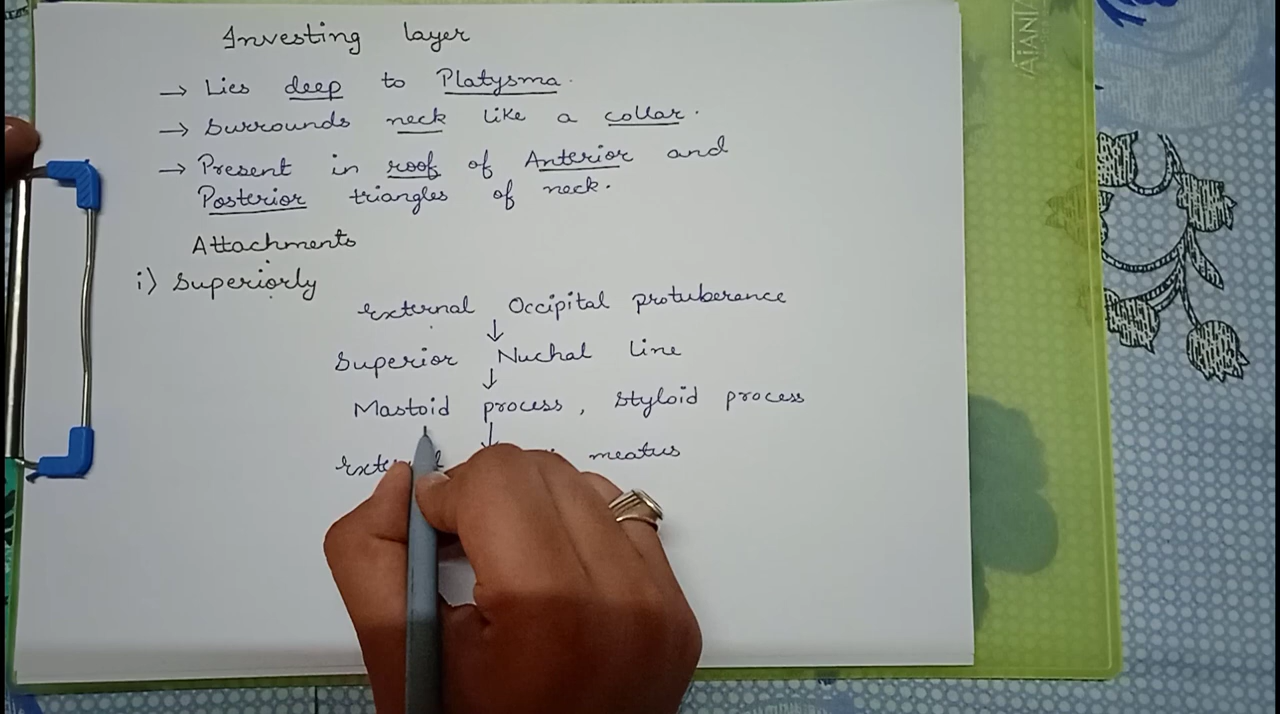 Investing layer
→ Lies deep to Platysma.
→ Surrounds neck like a collar.
→ Present in roof of Anterior and
Posterior triangles of neck.
Attachments
i) Superiorly
external Occipital protuberence
↓
Superior Nuchal line
↓
Mastoid process, Styloid process
↓
meatus